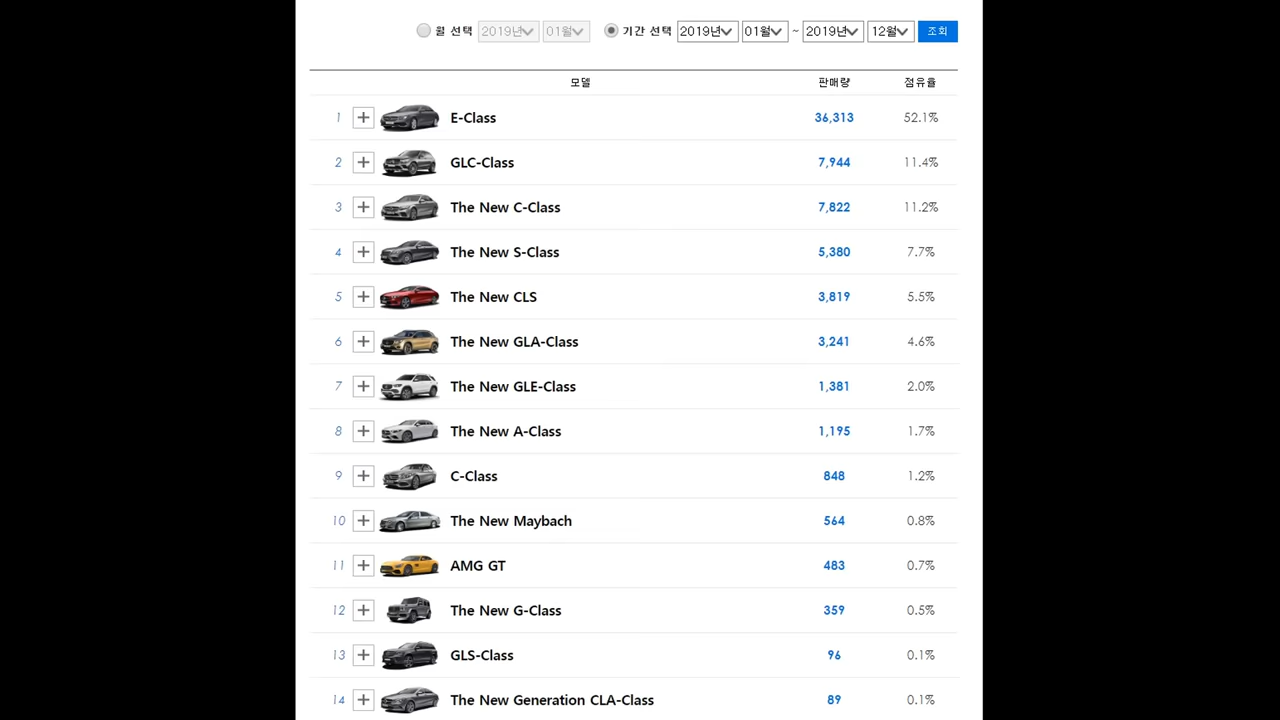 월 선택 2019년 01월 기간 선택 2019년 01월 ~ 2019년 12월 조회
모델 판매량 점유율
1 E-Class 36,313 52.1%
2 GLC-Class 7,944 11.4%
3 The New C-Class 7,822 11.2%
4 The New S-Class 5,380 7.7%
5 The New CLS 3,819 5.5%
6 The New GLA-Class 3,241 4.6%
7 The New GLE-Class 1,381 2.0%
8 The New A-Class 1,195 1.7%
9 C-Class 848 1.2%
10 The New Maybach 564 0.8%
11 AMG GT 483 0.7%
12 The New G-Class 359 0.5%
13 GLS-Class 96 0.1%
14 The New Generation CLA-Class 89 0.1%